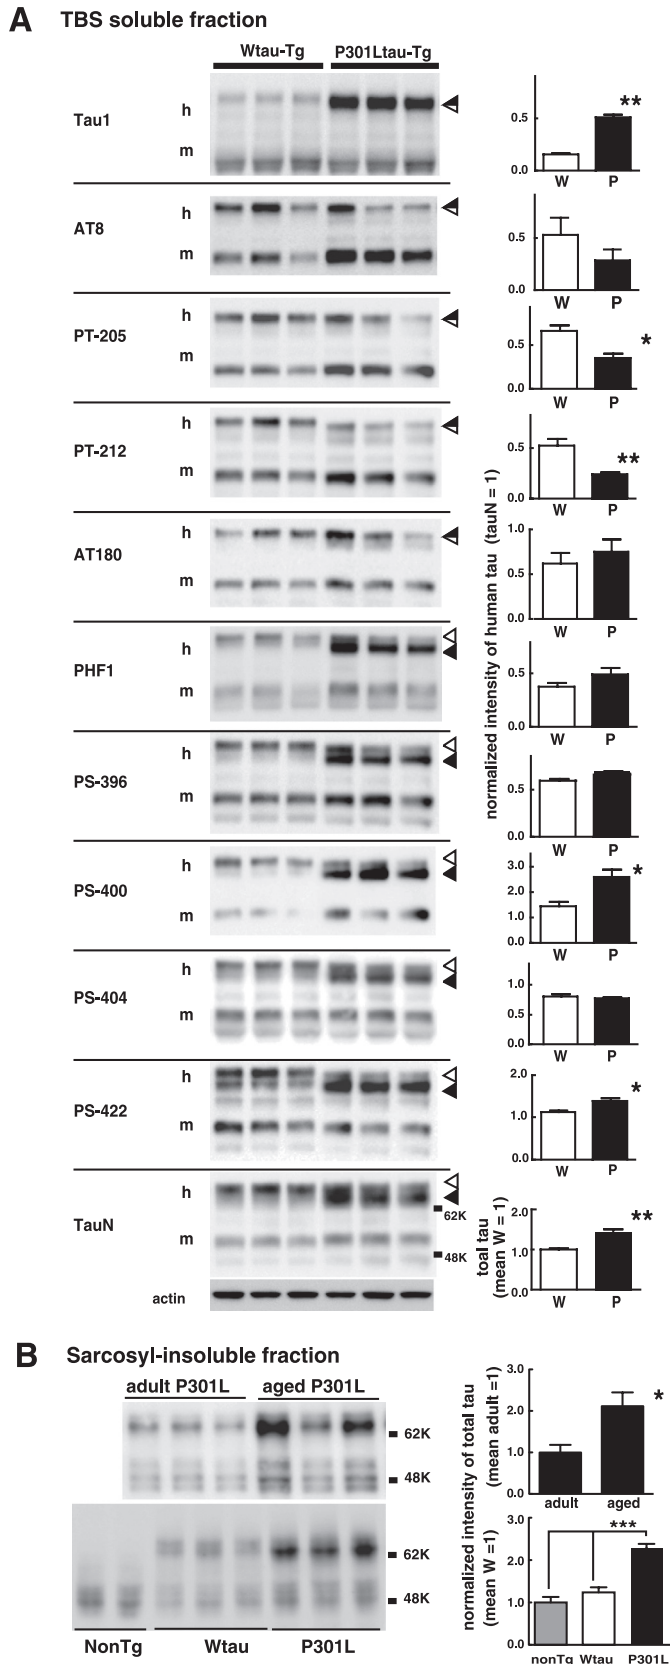 A TBS soluble fraction
Wtau-Tg P301Ltau-Tg
Tau1
h
m
0.5
0.0
**
W P
AT8
h
m
0.5
0.0
W P
PT-205
h
m
0.5
0.0
*
W P
PT-212
h
m
0.5
0.0
**
W P
AT180
h
m
1.0
0.5
0.0
W P
PHF1
h
m
0.5
0.0
W P
PS-396
h
m
0.5
0.0
W P
PS-400
h
m
3.0
2.0
1.0
0.0
*
W P
PS-404
h
m
1.0
0.5
0.0
W P
PS-422
h
m
2.0
1.0
0.0
*
W P
normalized intensity of human tau (tauN = 1)
TauN
h
m
62K
48K
actin
toal tau
(mean W = 1)
2.0
1.0
0.0
**
W P
B Sarcosyl-insoluble fraction
adult P301L aged P301L
62K
48K
62K
48K
NonTg Wtau P301L
normalized intensity of total tau
(mean adult =1)
3.0
2.0
1.0
0.0
*
adult aged
(mean W =1)
3.0
2.0
1.0
0.0
***
nonTg Wtau P301L